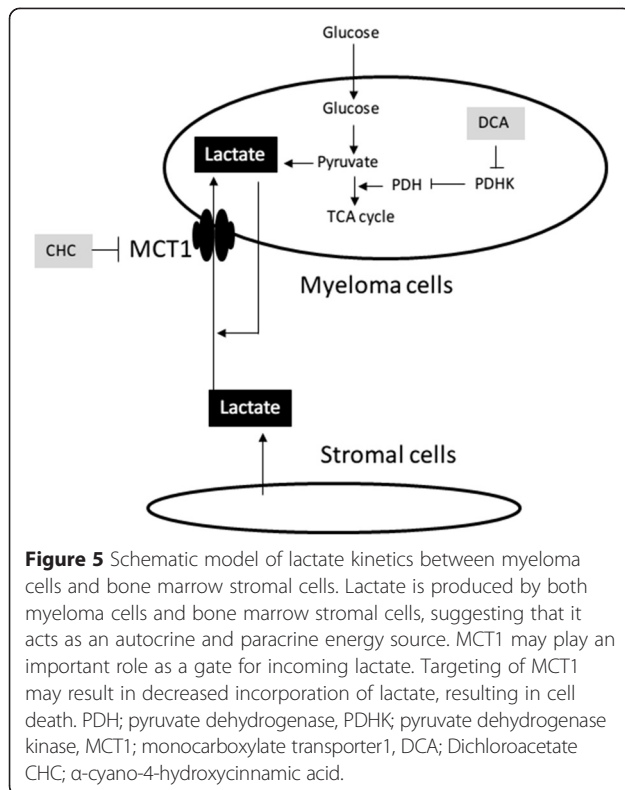 Glucose
Glucose
DCA
Lactate
Pyruvate
PDH
PDHK
TCA cycle
CHC
MCT1
Myeloma cells
Lactate
Stromal cells
Figure 5 Schematic model of lactate kinetics between myeloma
cells and bone marrow stromal cells. Lactate is produced by both
myeloma cells and bone marrow stromal cells, suggesting that it
acts as an autocrine and paracrine energy source. MCT1 may play an
important role as a gate for incoming lactate. Targeting of MCT1
may result in decreased incorporation of lactate, resulting in cell
death. PDH; pyruvate dehydrogenase, PDHK; pyruvate dehydrogenase
kinase, MCT1; monocarboxylate transporter1, DCA; Dichloroacetate
CHC; α-cyano-4-hydroxycinnamic acid.